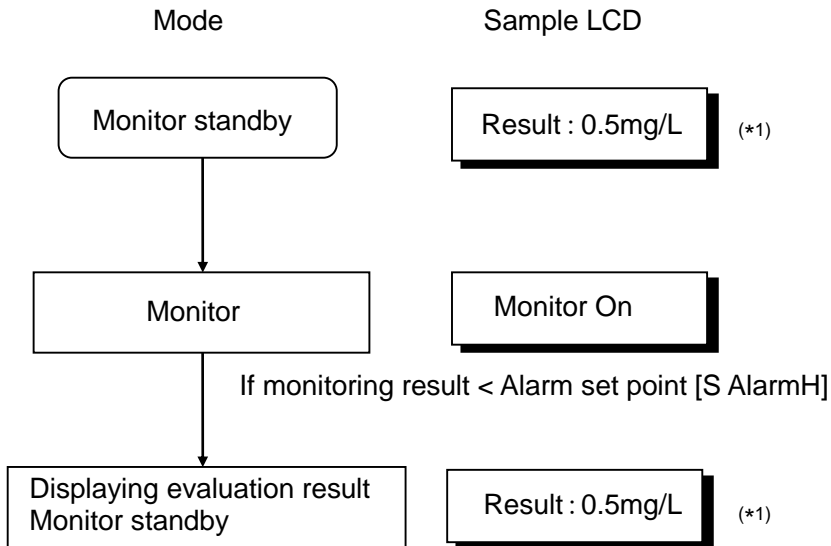 Mode Sample LCD
Monitor standby Result : 0.5mg/L (*1)
Monitor Monitor On
If monitoring result < Alarm set point [S AlarmH]
Displaying evaluation result
Monitor standby Result : 0.5mg/L (*1)